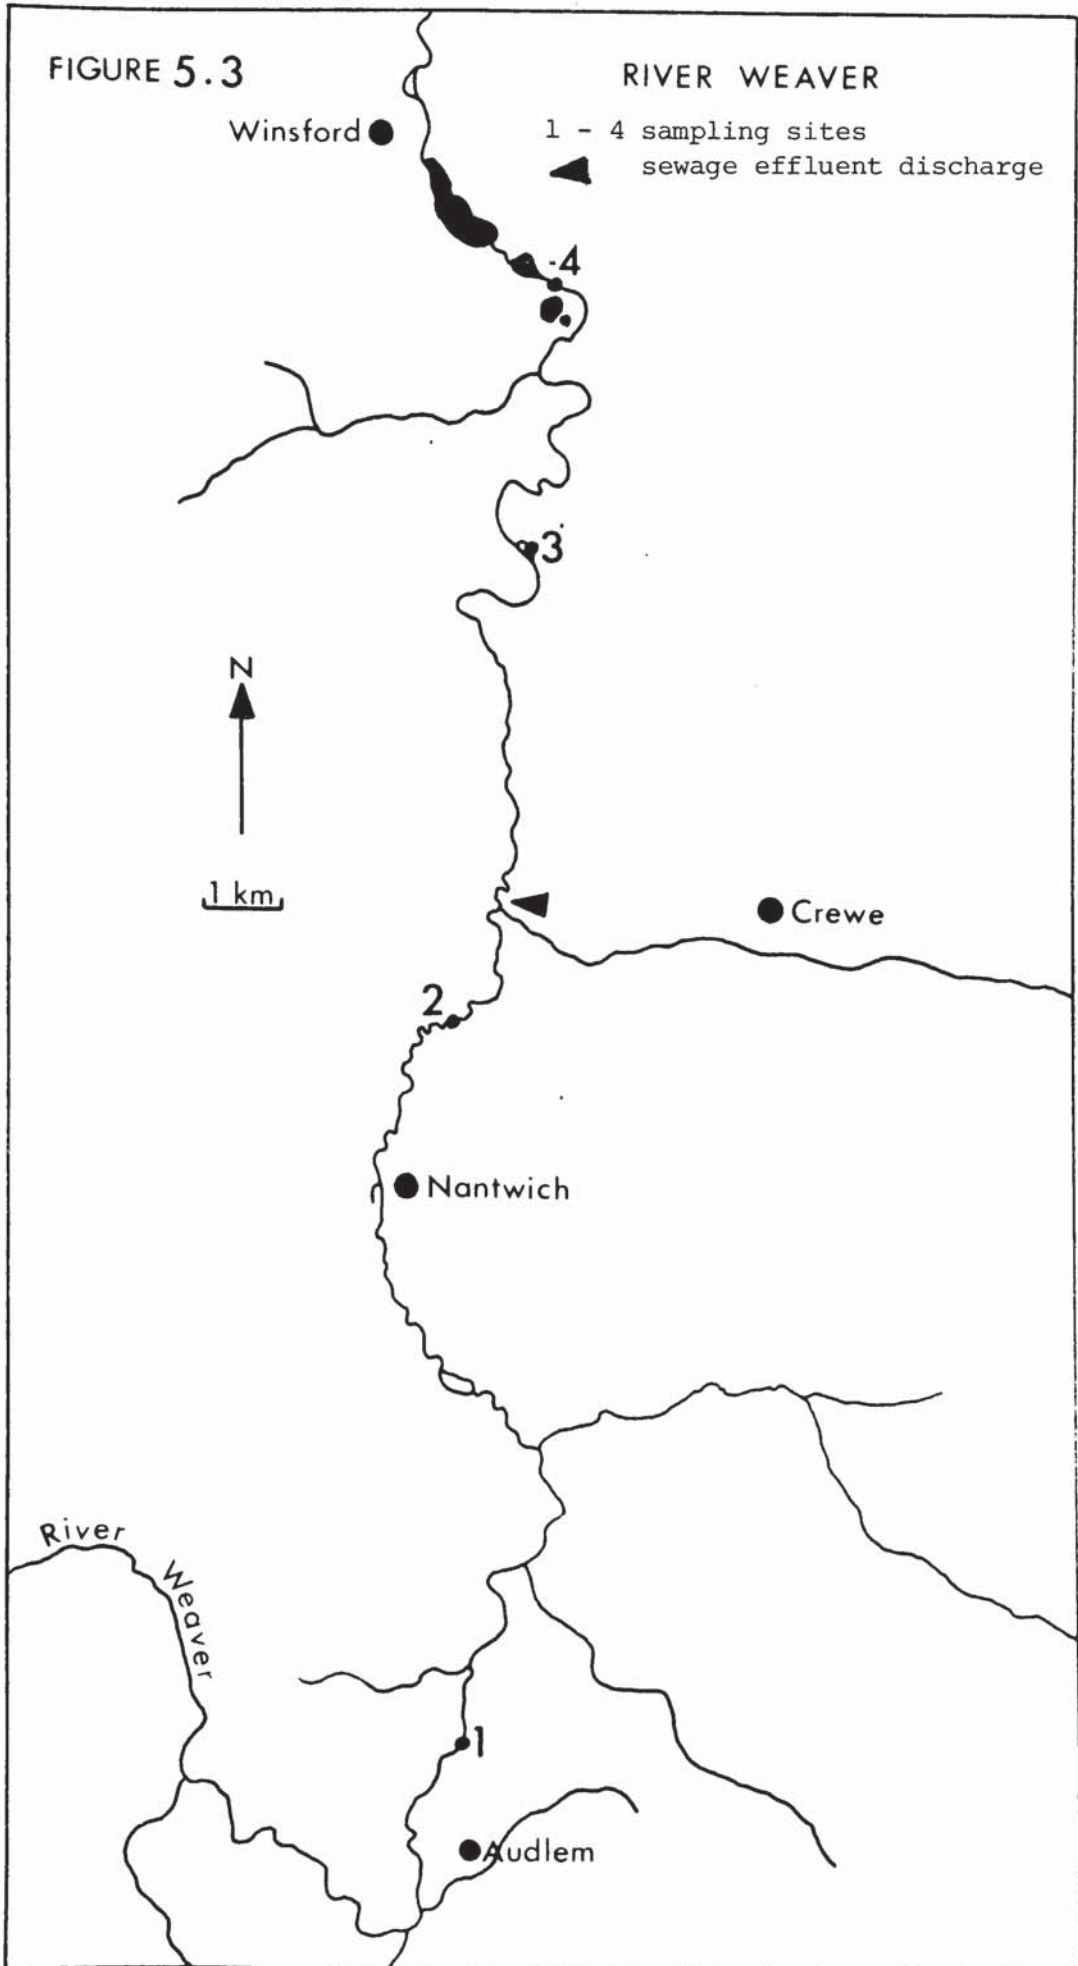 FIGURE 5.3
RIVER WEAVER
1 - 4 sampling sites
sewage effluent discharge
Winsford
4
3
N
1 km
Crewe
2
Nantwich
River Weaver
1
Audlem